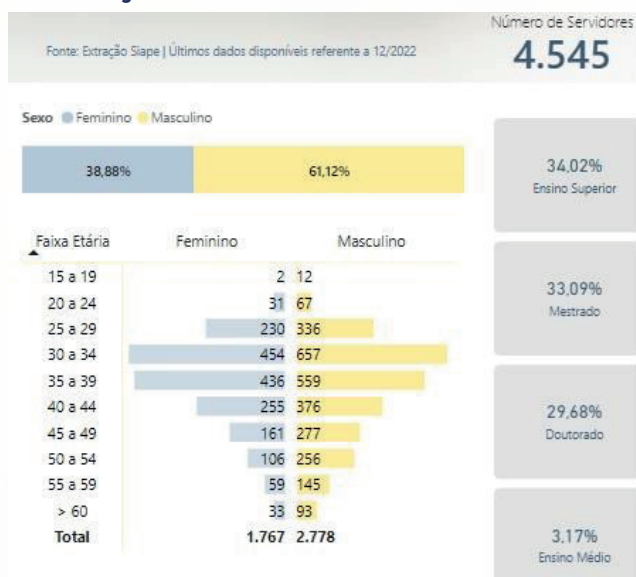 Número de Servidores
4.545
Fonte: Extração Siape | Últimos dados disponíveis referente a 12/2022
Sexo Feminino Masculino
38,88% 61,12%
Faixa Etária Feminino Masculino
15 a 19 2 12
20 a 24 31 67
25 a 29 230 336
30 a 34 454 657
35 a 39 436 559
40 a 44 255 376
45 a 49 161 277
50 a 54 106 256
55 a 59 59 145
> 60 33 93
Total 1.767 2.778
34,02%
Ensino Superior
33,09%
Mestrado
29,68%
Doutorado
3,17%
Ensino Médio